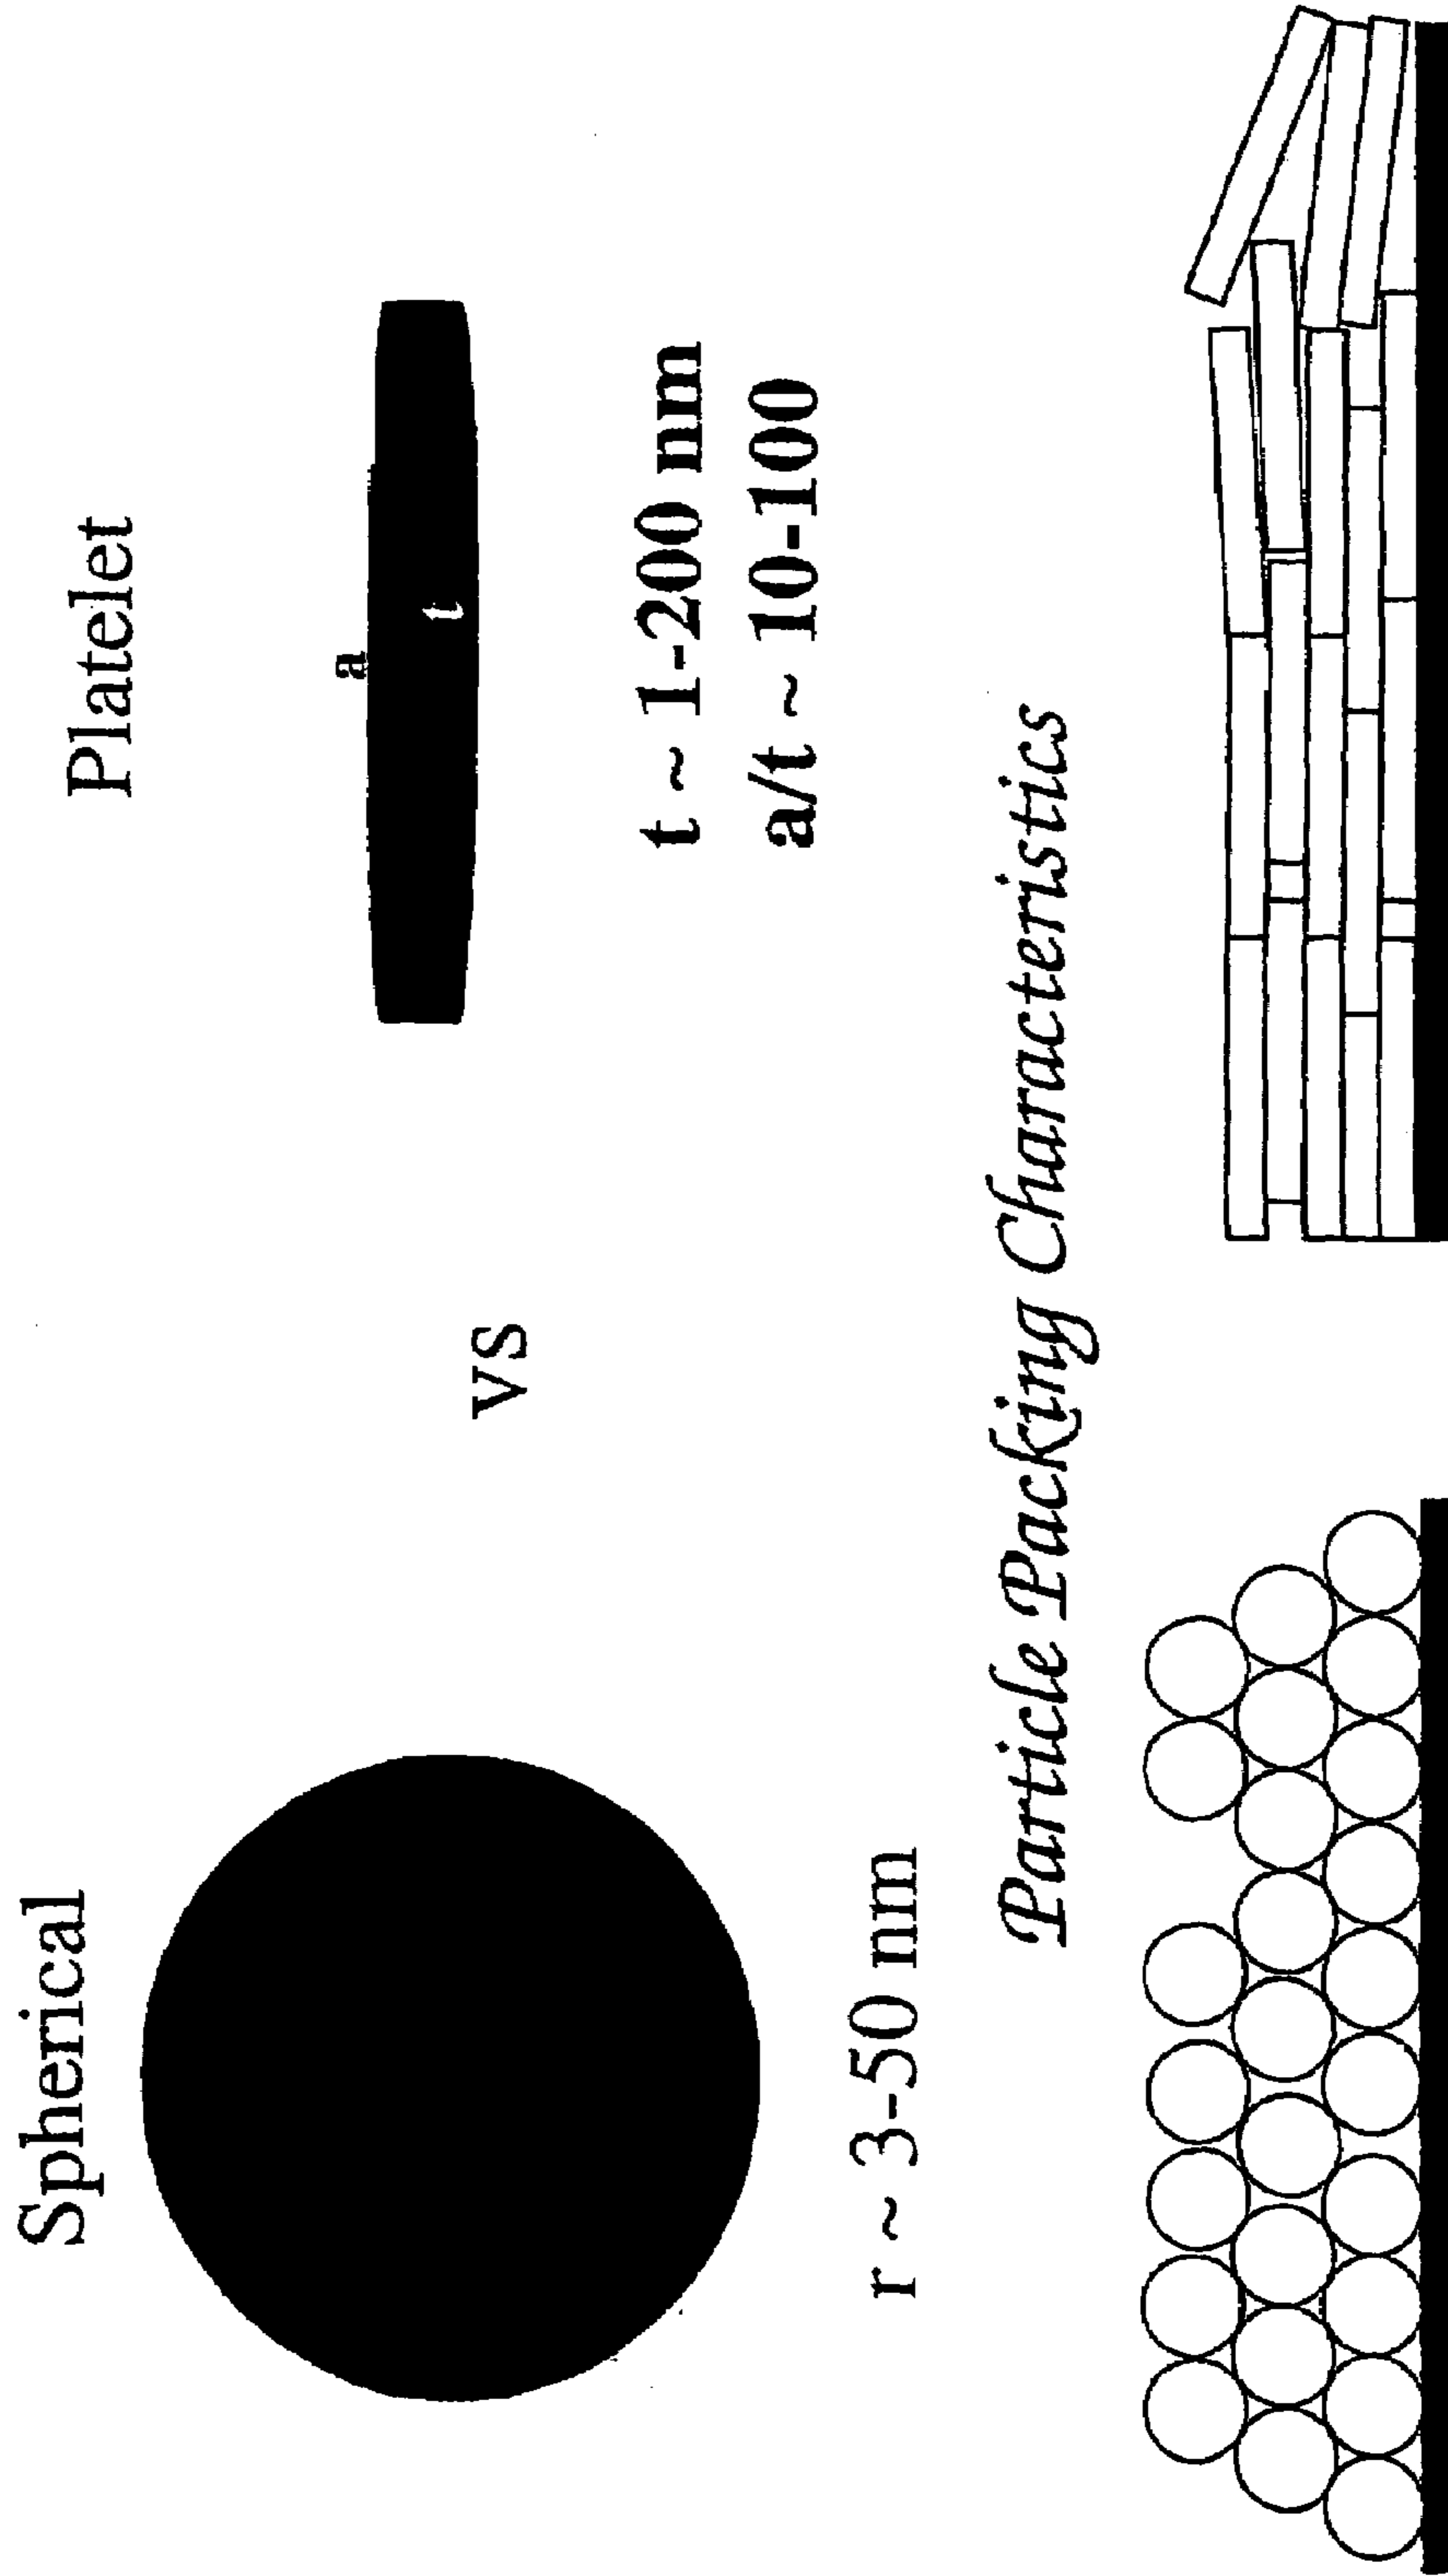 Spherical
vs
Platelet
a
t
r ~ 3-50 nm
t ~ 1-200 nm
a/t ~ 10-100
Particle Packing Characteristics